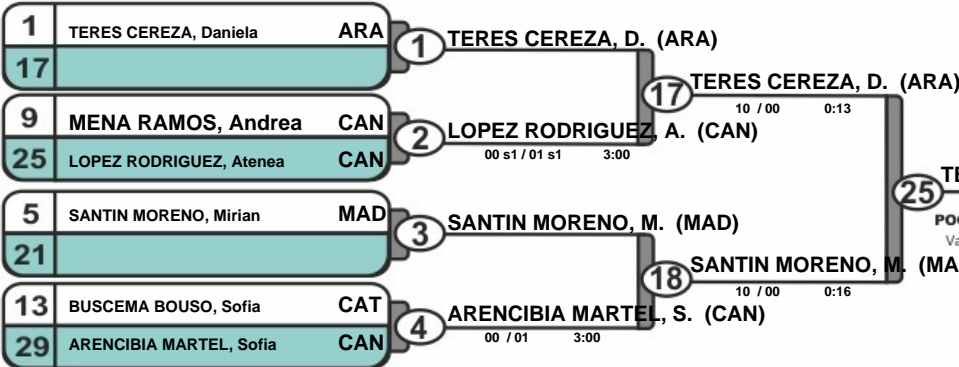 1 TERES CEREZA, Daniela ARA
17
9 MENA RAMOS, Andrea CAN
25 LOPEZ RODRIGUEZ, Atenea CAN
5 SANTIN MORENO, Mirian MAD
21
13 BUSCEMA BOUSO, Sofia CAT
29 ARENCIBIA MARTEL, Sofia CAN
1 TERES CEREZA, D. (ARA)
2 LOPEZ RODRIGUEZ, A. (CAN)
00 s1 / 01 s1 3:00
3 SANTIN MORENO, M. (MAD)
4 ARENCIBIA MARTEL, S. (CAN)
00 / 01 3:00
17 TERES CEREZA, D. (ARA)
10 / 00 0:13
18 SANTIN MORENO, M. (MA
10 / 00 0:16
25 TE
Va